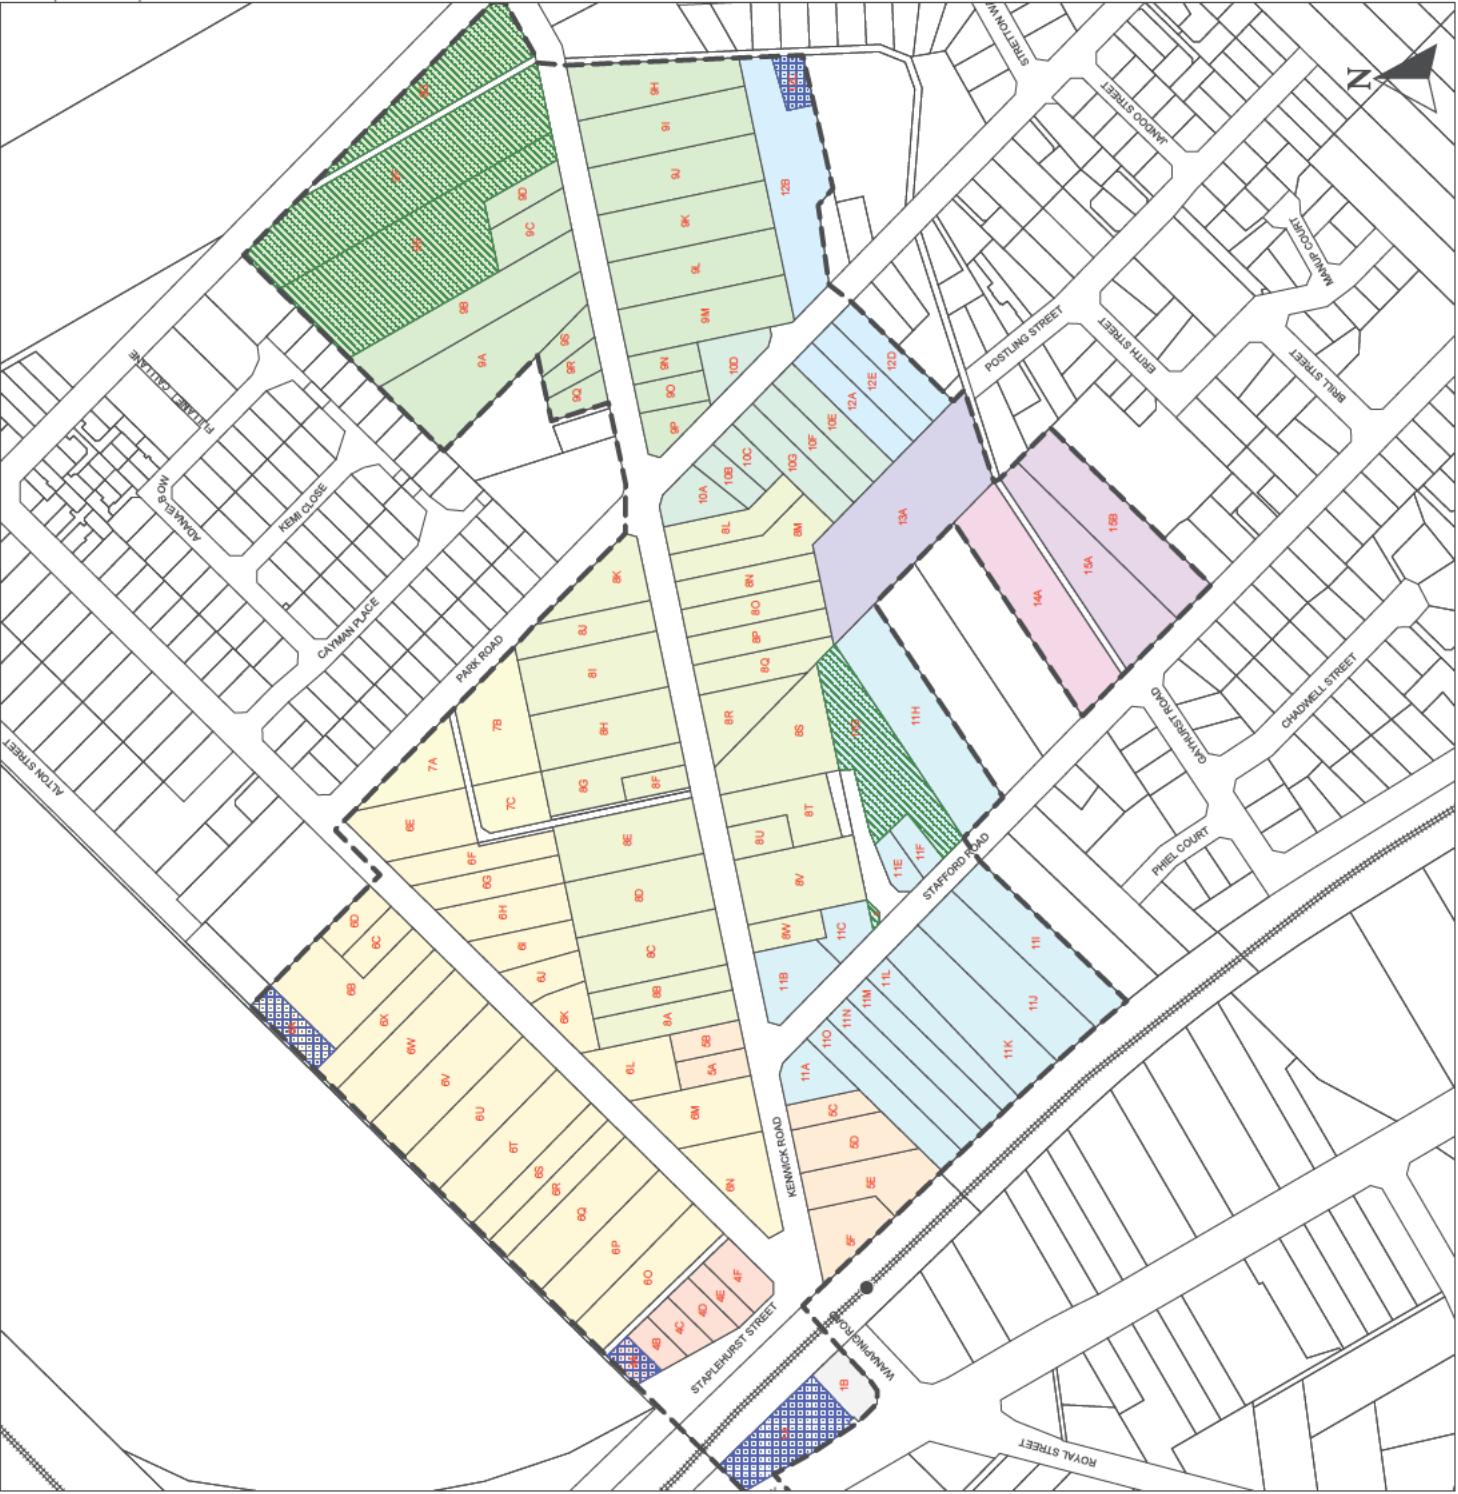 STRETTON W
N
JANDOO STREET
MANUP COURT
POSTLING STREET
ERITH STREET
BRILL STREET
FLINT LANE
ADANA ELBOW
KEMI CLOSE
CAYMAN PLACE
PARK ROAD
ALTON STREET
GAYHURST ROAD
CHADWELL STREET
PHIEL COURT
STAFFORD ROAD
KENWICK ROAD
STAPLEHURST STREET
WANAPING ROAD
ROYAL STREET
9H
9I
9J
9K
9L
9M
9N
9O
9P
9D
9C
9B
9A
9S
9R
9Q
12B
12D
12E
12A
10D
10E
10F
10G
10C
10B
10A
13A
14A
15A
15B
8L
8M
8N
8O
8P
8Q
8R
8S
8T
8U
8V
8W
8K
8J
8I
8H
8G
8F
8E
8D
8C
8B
8A
7A
7B
7C
6E
6F
6G
6H
6I
6J
6K
6L
6M
6N
6D
6C
6B
6X
6W
6V
6U
6T
6S
6R
6Q
6P
6O
5B
5A
5C
5D
5E
5F
4F
4E
4D
4C
4B
11H
11E
11F
11C
11B
11I
11J
11K
11L
11M
11N
11O
11A
1B